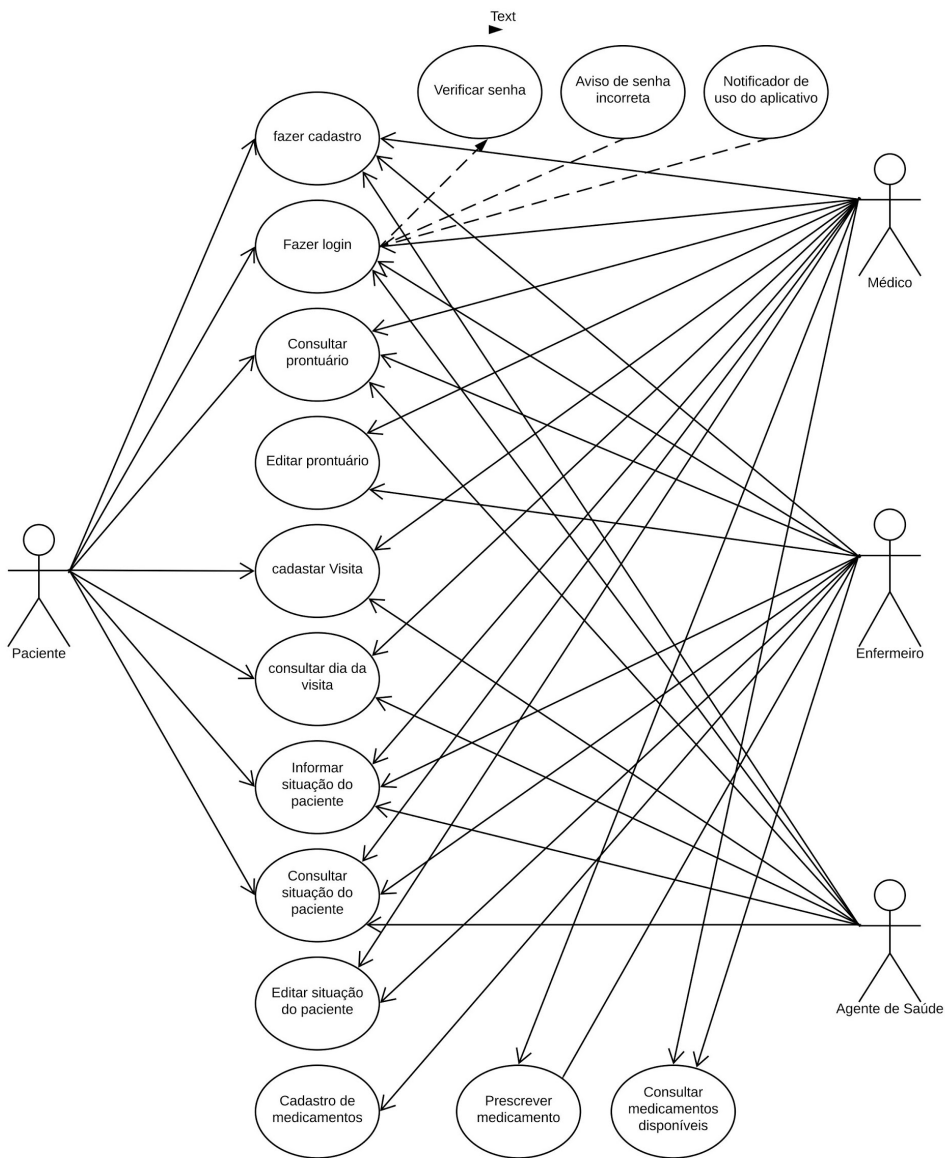 Text
Verificar senha
Aviso de senha
incorreta
Notificador de
uso do aplicativo
fazer cadastro
Fazer login
Médico
Consultar
prontuário
Editar prontuário
cadastar Visita
Paciente
Enfermeiro
consultar dia da
visita
Informar
situação do
paciente
Consultar
situação do
paciente
Editar situação
do paciente
Agente de Saúde
Cadastro de
medicamentos
Prescrever
medicamento
Consultar
medicamentos
disponíveis